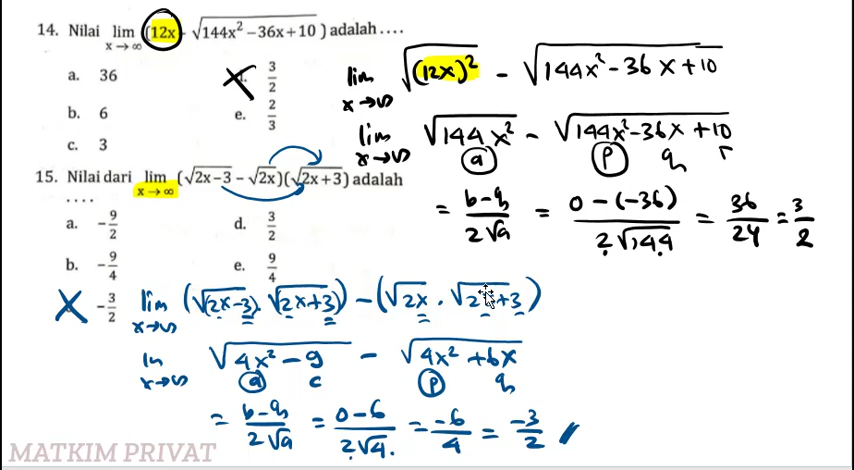 14. Nilai lim x→∞ (12x - √144x² −36x+10 ) adalah ....
a. 36
b. 6
c. 3
X 3/2
e. 2/3
lim x→∞ √(12x)² − √144x² −36x+10
lim x→∞ √144x² − √144x²−36x+10
a p q r
= b−q / 2√a = 0−(−36) / 2√144 = 36/24 = 3/2
15. Nilai dari lim x→∞ (√2x−3 − √2x)(√2x+3) adalah
....
a. −9/2
b. −9/4
X −3/2
d. 3/2
e. 9/4
lim x→∞ (√2x−3 . √2x+3) − (√2x . √2x+3)
lim x→∞ √4x² − 9 − √4x² + 6x
a c p q
= b−q / 2√a = 0−6 / 2√4 = −6/4 = −3/2
MATKIM PRIVAT